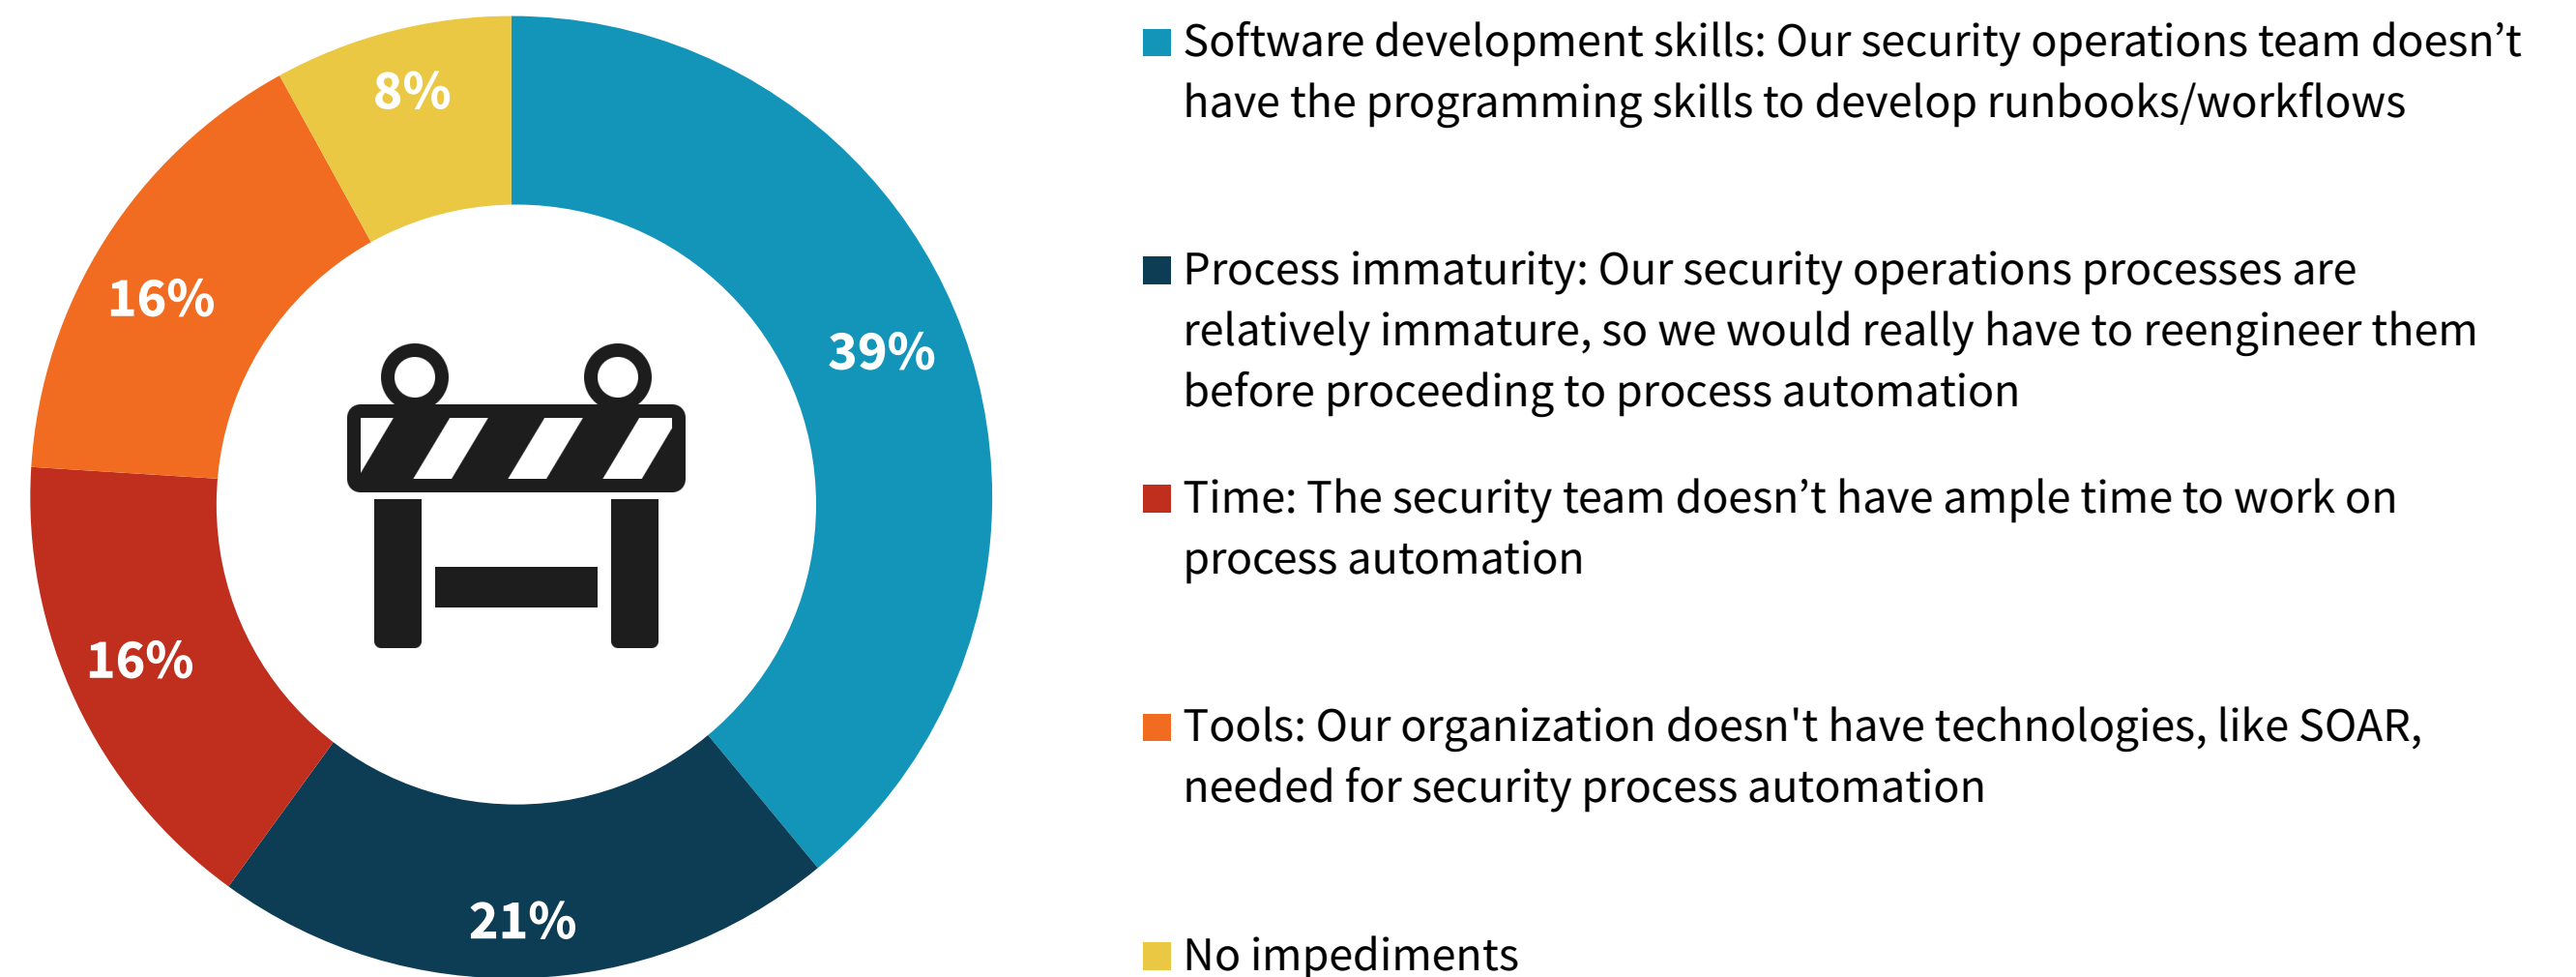 8%
16%
39%
16%
21%
Software development skills: Our security operations team doesn’t
have the programming skills to develop runbooks/workflows
Process immaturity: Our security operations processes are
relatively immature, so we would really have to reengineer them
before proceeding to process automation
Time: The security team doesn’t have ample time to work on
process automation
Tools: Our organization doesn't have technologies, like SOAR,
needed for security process automation
No impediments